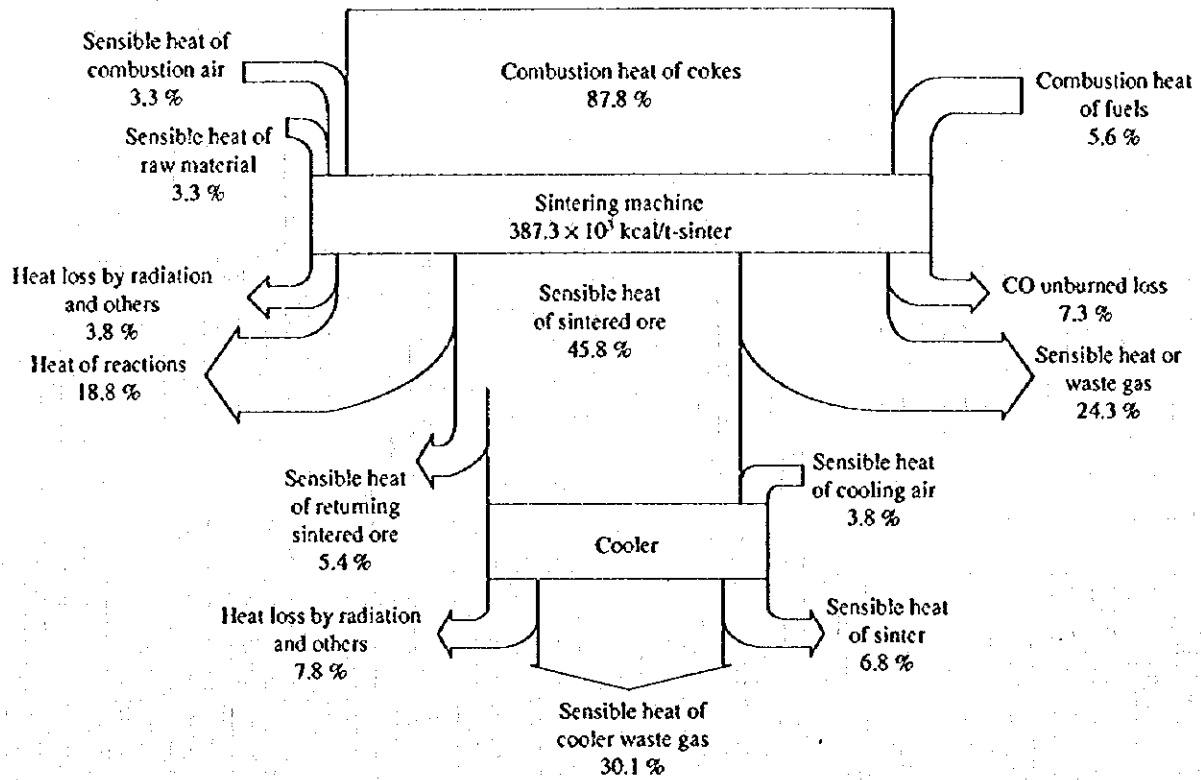 Sensible heat of
combustion air
3.3 %
Combustion heat of cokes
87.8 %
Combustion heat
of fuels
5.6 %
Sensible heat of
raw material
3.3 %
Sintering machine
387.3 × 10³ kcal/t-sinter
Heat loss by radiation
and others
3.8 %
Sensible heat
of sintered ore
45.8 %
CO unburned loss
7.3 %
Heat of reactions
18.8 %
Sensible heat or
waste gas
24.3 %
Sensible heat
of returning
sintered ore
5.4 %
Sensible heat
of cooling air
3.8 %
Cooler
Heat loss by radiation
and others
7.8 %
Sensible heat
of sinter
6.8 %
Sensible heat of
cooler waste gas
30.1 %